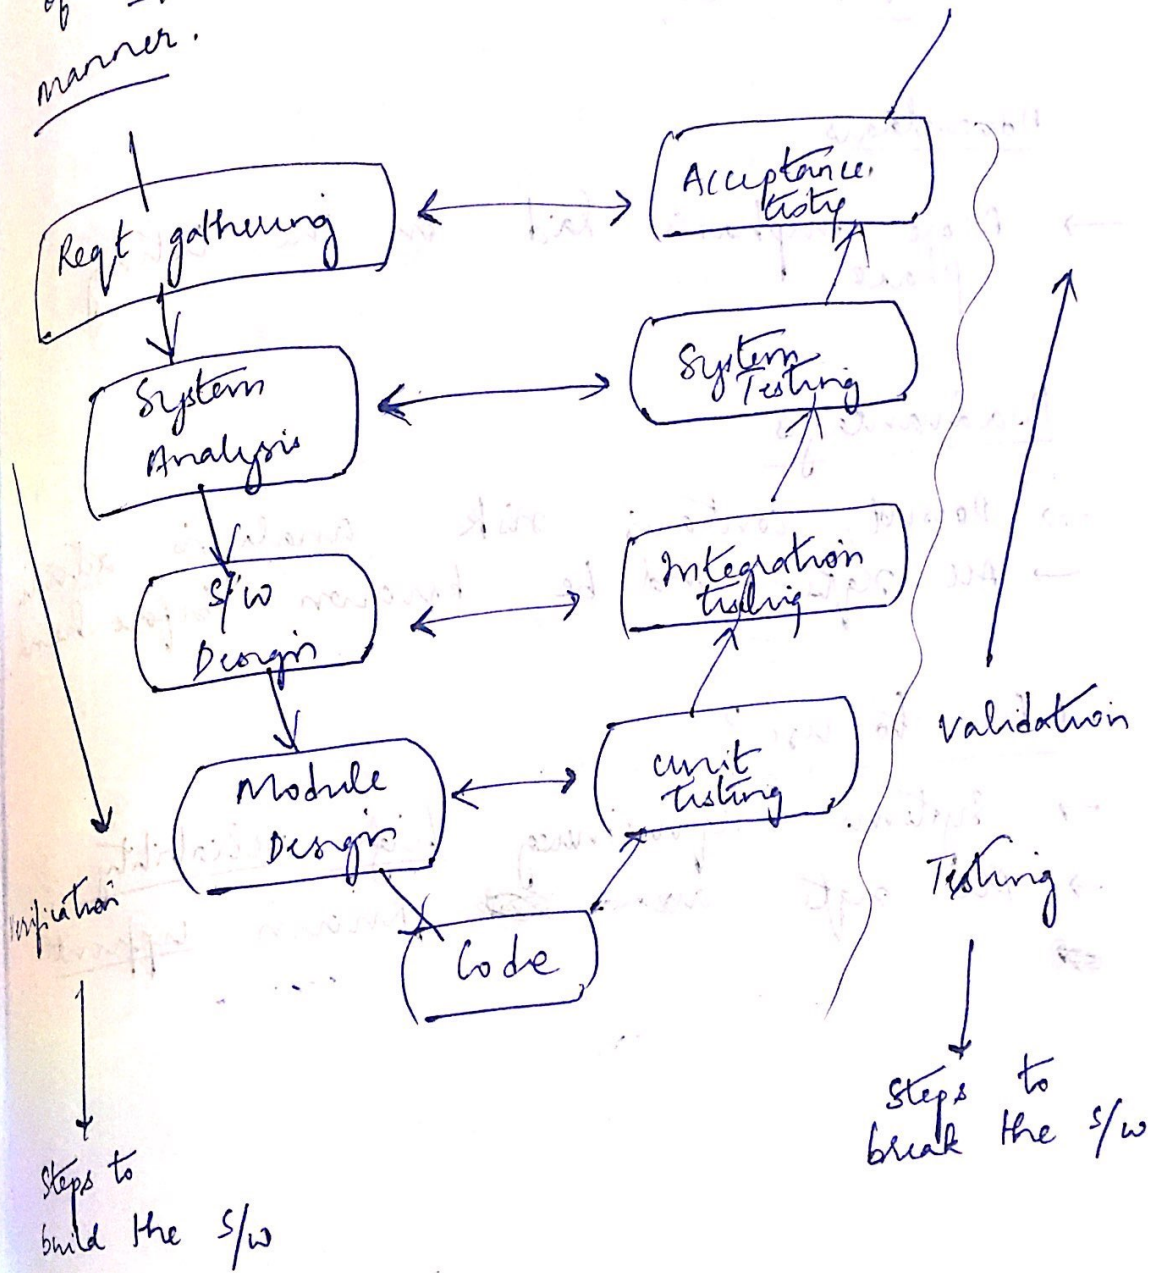 of
manner.
Reqt gathering
Acceptance
System
Analysis
System
Testing
S/w
Design
Integration
testing
Module
Design
unit
testing
Validation
Verification
Code
Testing
Steps to
build the S/w
Steps to
break the S/w